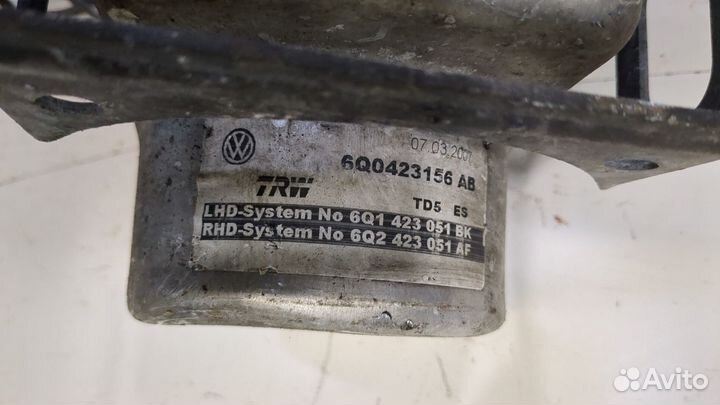 07.03.2007
6Q0423156 AB
TRW
TD5 ES
LHD-System No 6Q1 423 051 BK
RHD-System No 6Q2 423 051 AF
Avito